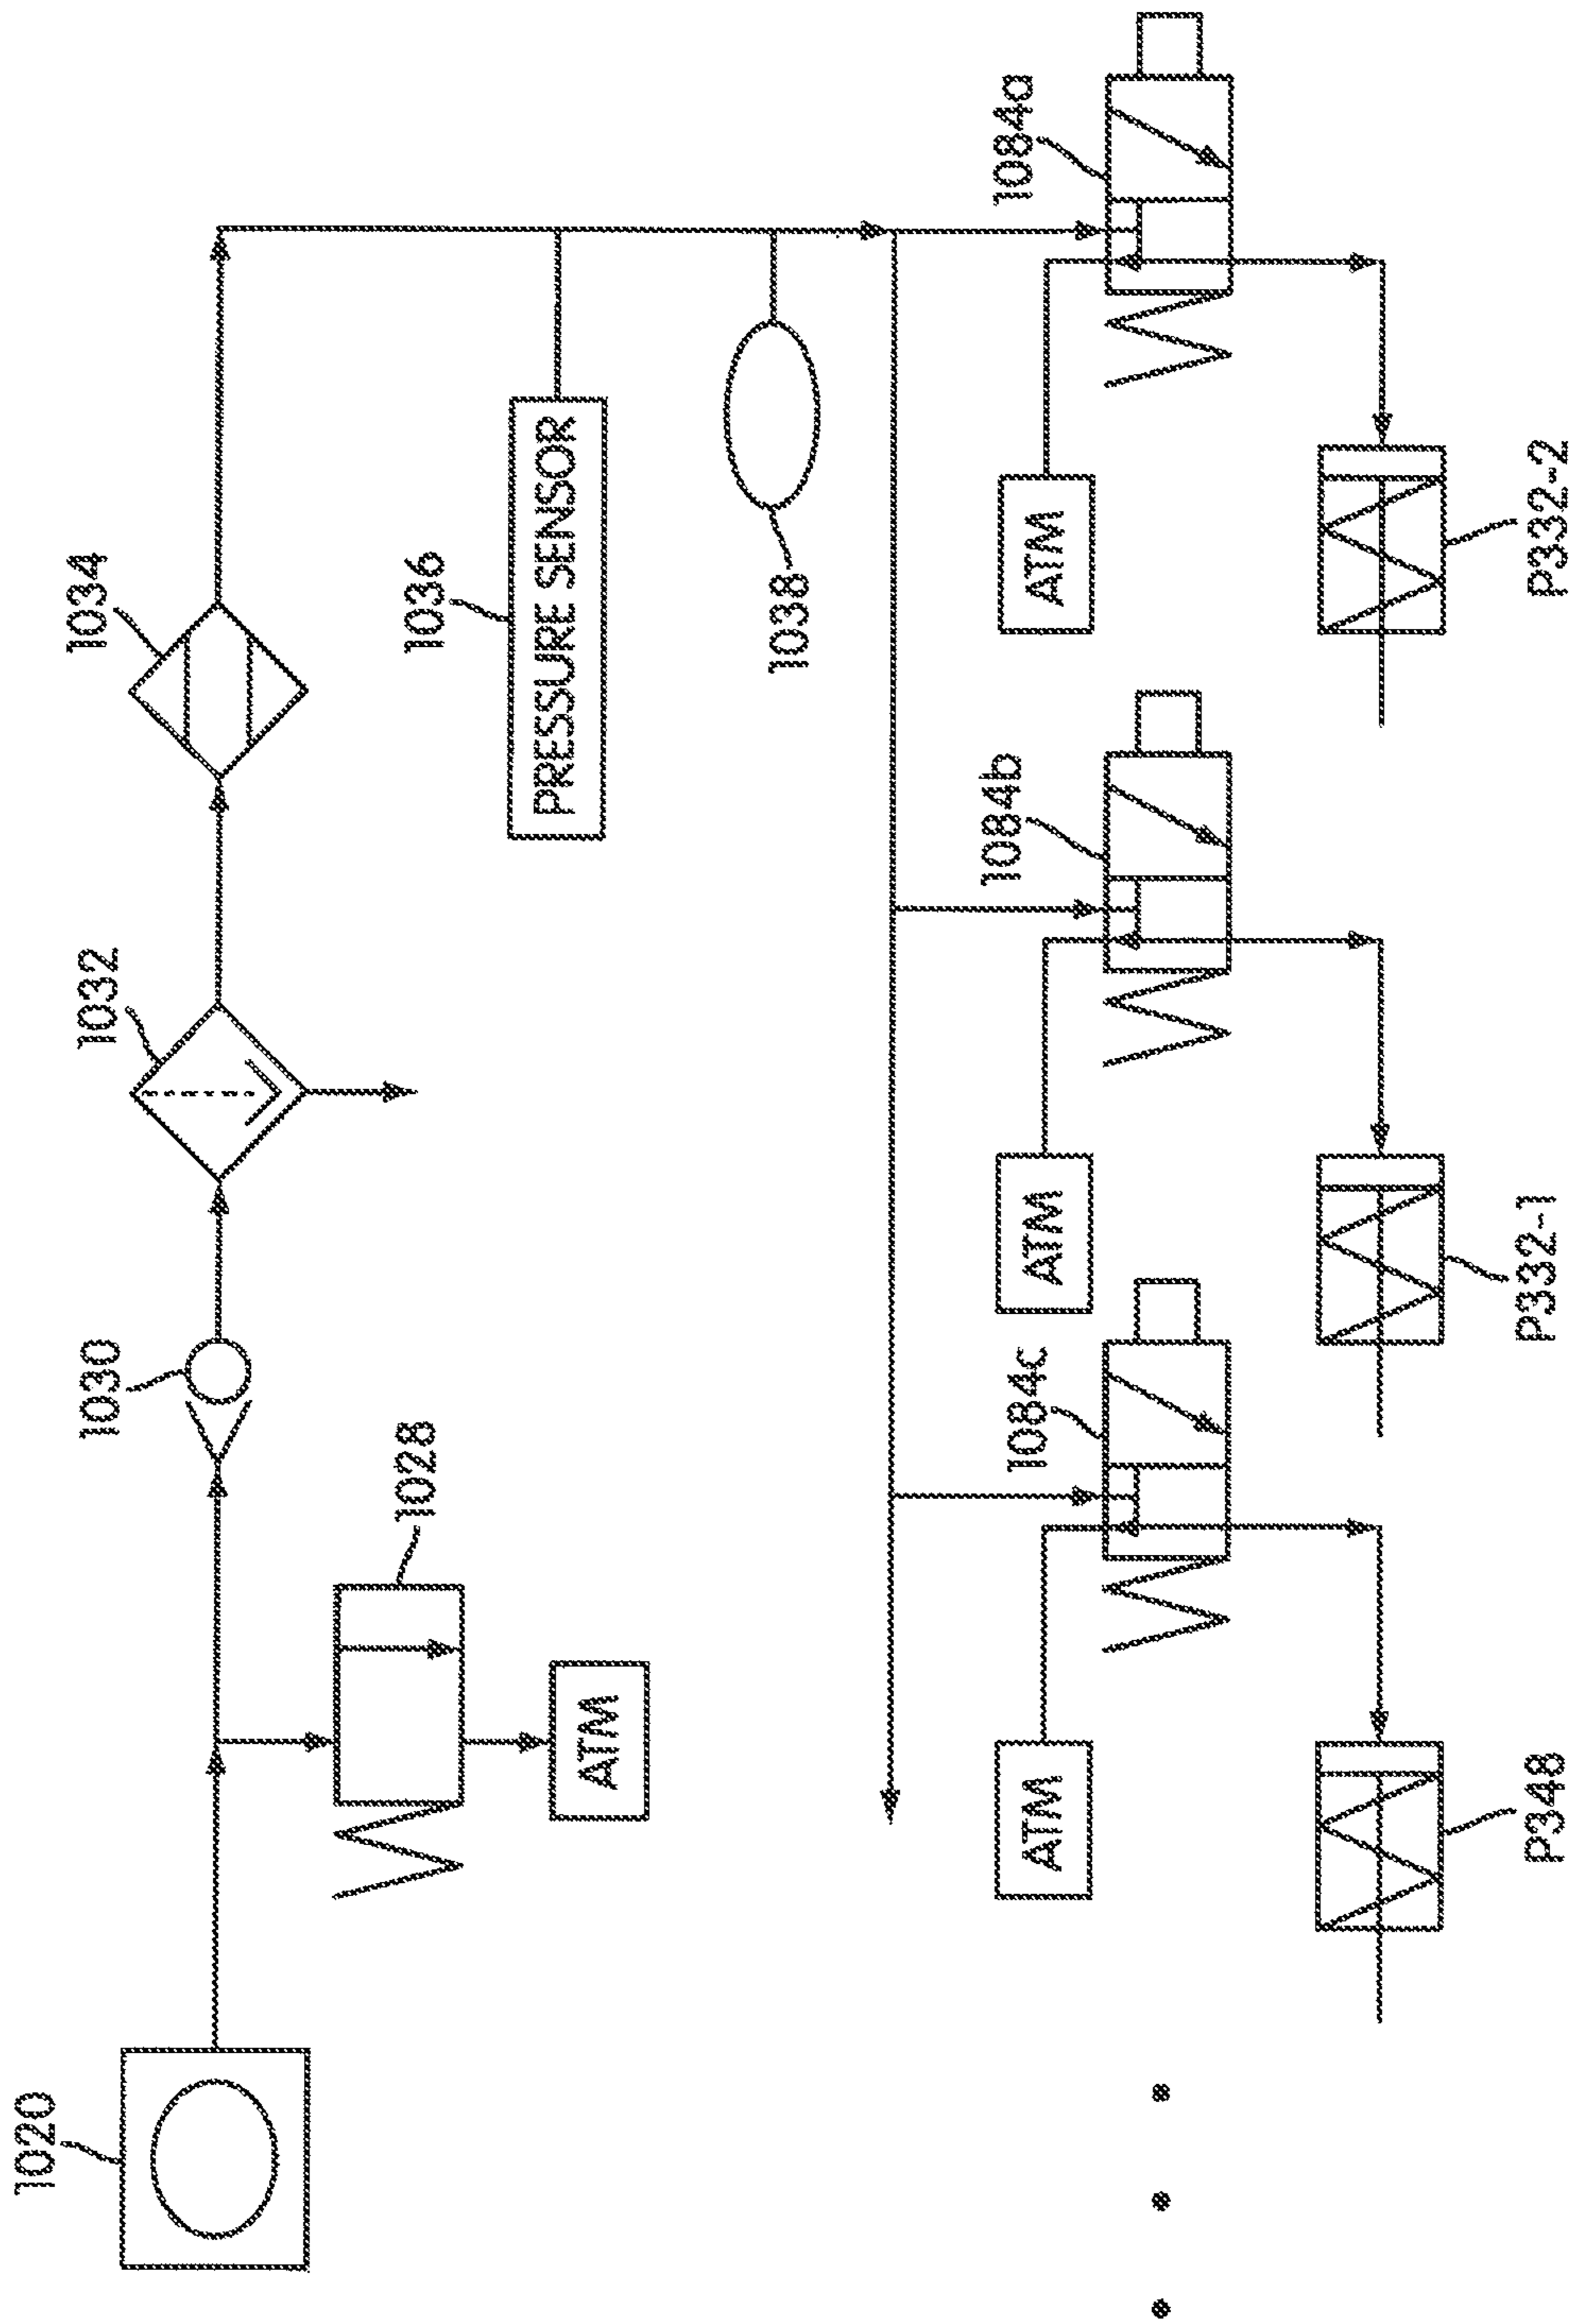 1020
1028
ATM
1030
1032
1034
1036
PRESSURE SENSOR
1038
1084a
ATM
P332-2
1084b
ATM
P332-1
1084c
ATM
P348